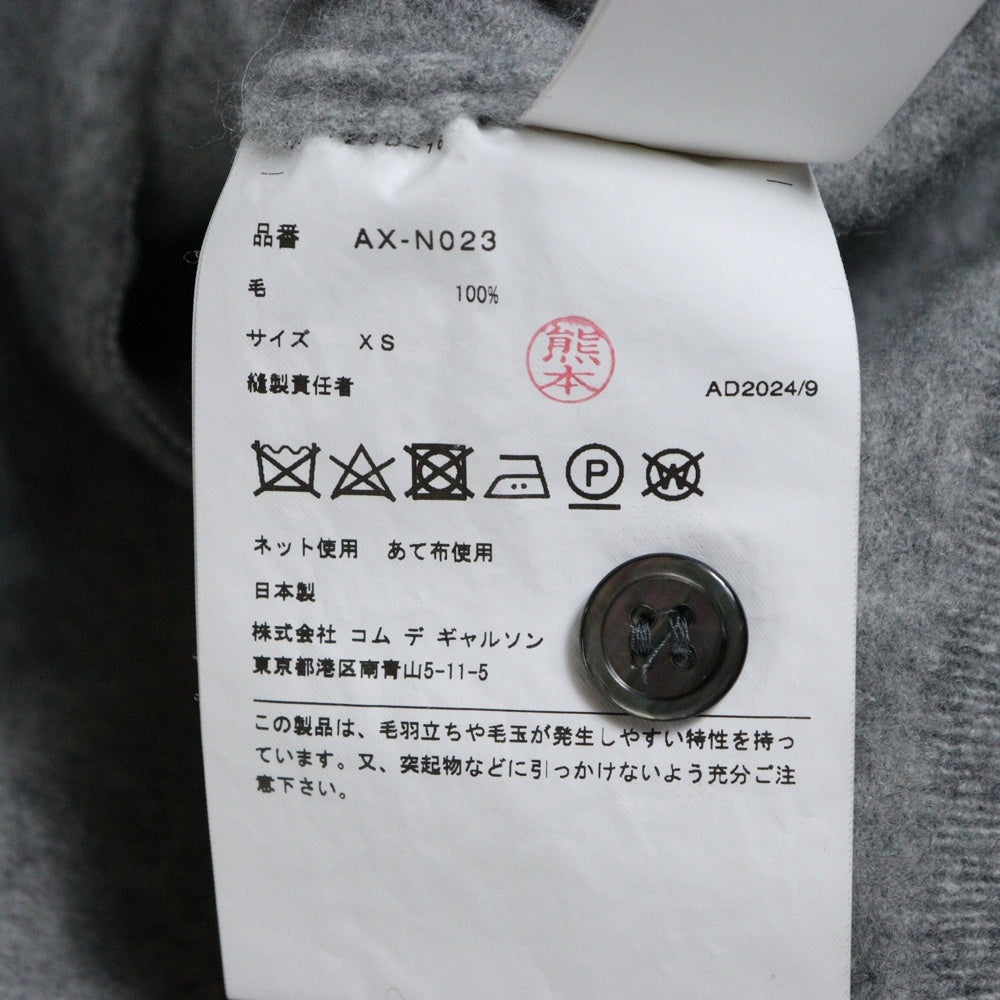 品番 AX-N023
毛 100%
サイズ XS
熊本
縫製責任者 AD2024/9
P W
ネット使用 あて布使用
日本製
株式会社 コム デ ギャルソン
東京都港区南青山5-11-5
この製品は、毛羽立ちや毛玉が発生しやすい特性を持っ
ています。又、突起物などに引っかけないよう充分ご注
意下さい。